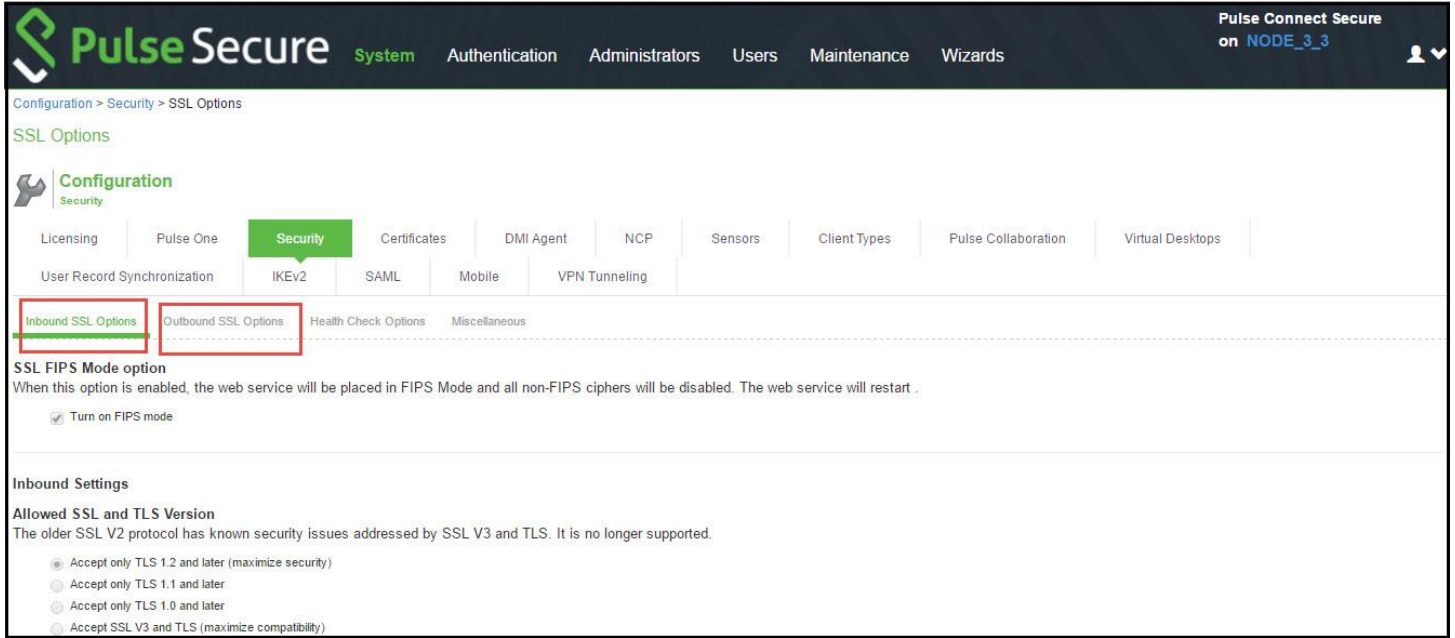 Pulse Secure System Authentication Administrators Users Maintenance Wizards
Pulse Connect Secure
on NODE_3_3
Configuration > Security > SSL Options
SSL Options
Configuration
Security
Licensing Pulse One Security Certificates DMI Agent NCP Sensors Client Types Pulse Collaboration Virtual Desktops
User Record Synchronization IKEv2 SAML Mobile VPN Tunneling
Inbound SSL Options Outbound SSL Options Health Check Options Miscellaneous
SSL FIPS Mode option
When this option is enabled, the web service will be placed in FIPS Mode and all non-FIPS ciphers will be disabled. The web service will restart .
Turn on FIPS mode
Inbound Settings
Allowed SSL and TLS Version
The older SSL V2 protocol has known security issues addressed by SSL V3 and TLS. It is no longer supported.
Accept only TLS 1.2 and later (maximize security)
Accept only TLS 1.1 and later
Accept only TLS 1.0 and later
Accept SSL V3 and TLS (maximize compatibility)